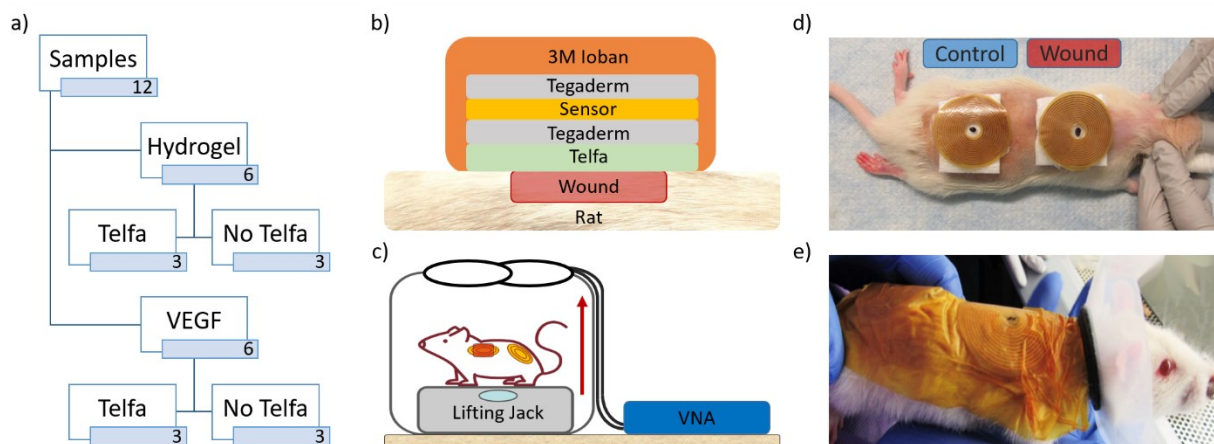 a)
Samples
12
Hydrogel
6
Telfa
3
No Telfa
3
VEGF
6
Telfa
3
No Telfa
3
b)
3M Ioban
Tegaderm
Sensor
Tegaderm
Telfa
Wound
Rat
c)
Lifting Jack
VNA
d)
Control
Wound
e)